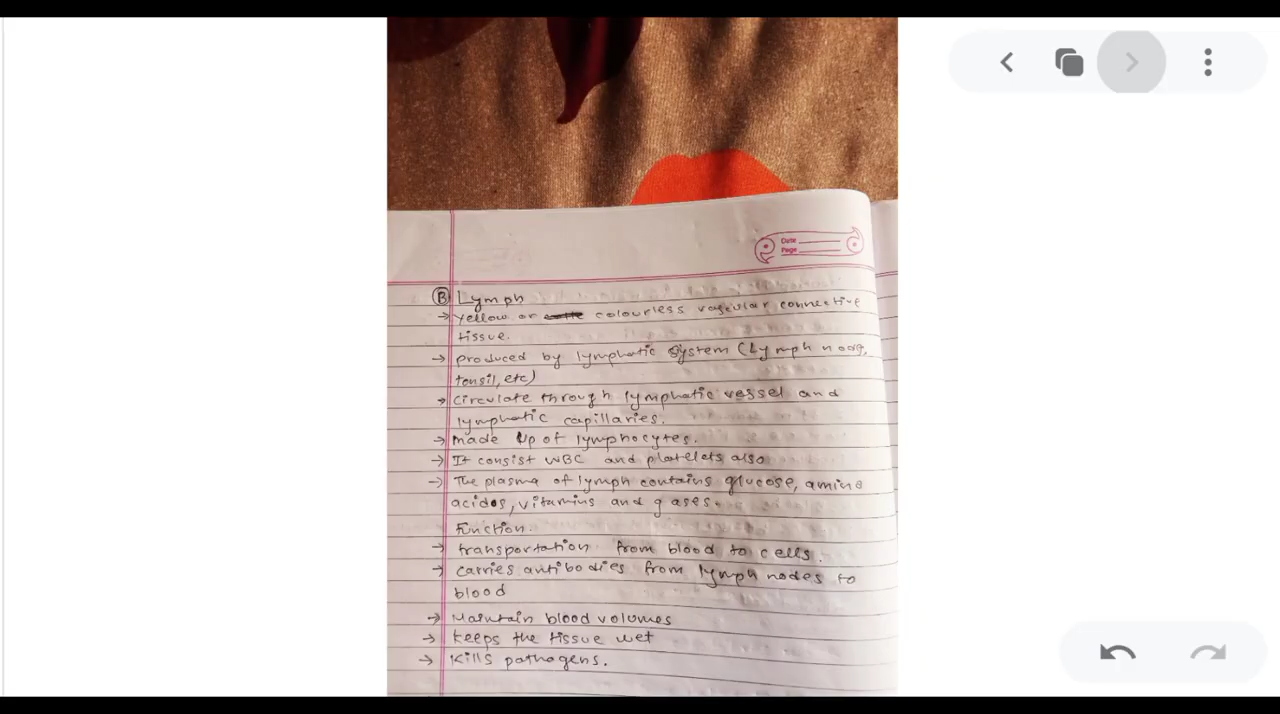 Date
Page
B Lymph
→ Yellow or colourless vascular connective
tissue.
→ produced by lymphatic system (Lymph node,
tonsil, etc)
→ circulate through lymphatic vessel and
lymphatic capillaries.
→ made up of lymphocytes.
→ It consist WBC and platelets also
→ The plasma of lymph contains glucose, amino
acids, vitamins and gases.
Function.
→ transportation from blood to cells.
→ carries antibodies from lymph nodes to
blood
→ Maintain blood volumes
→ keeps the tissue wet
→ Kills pathogens.